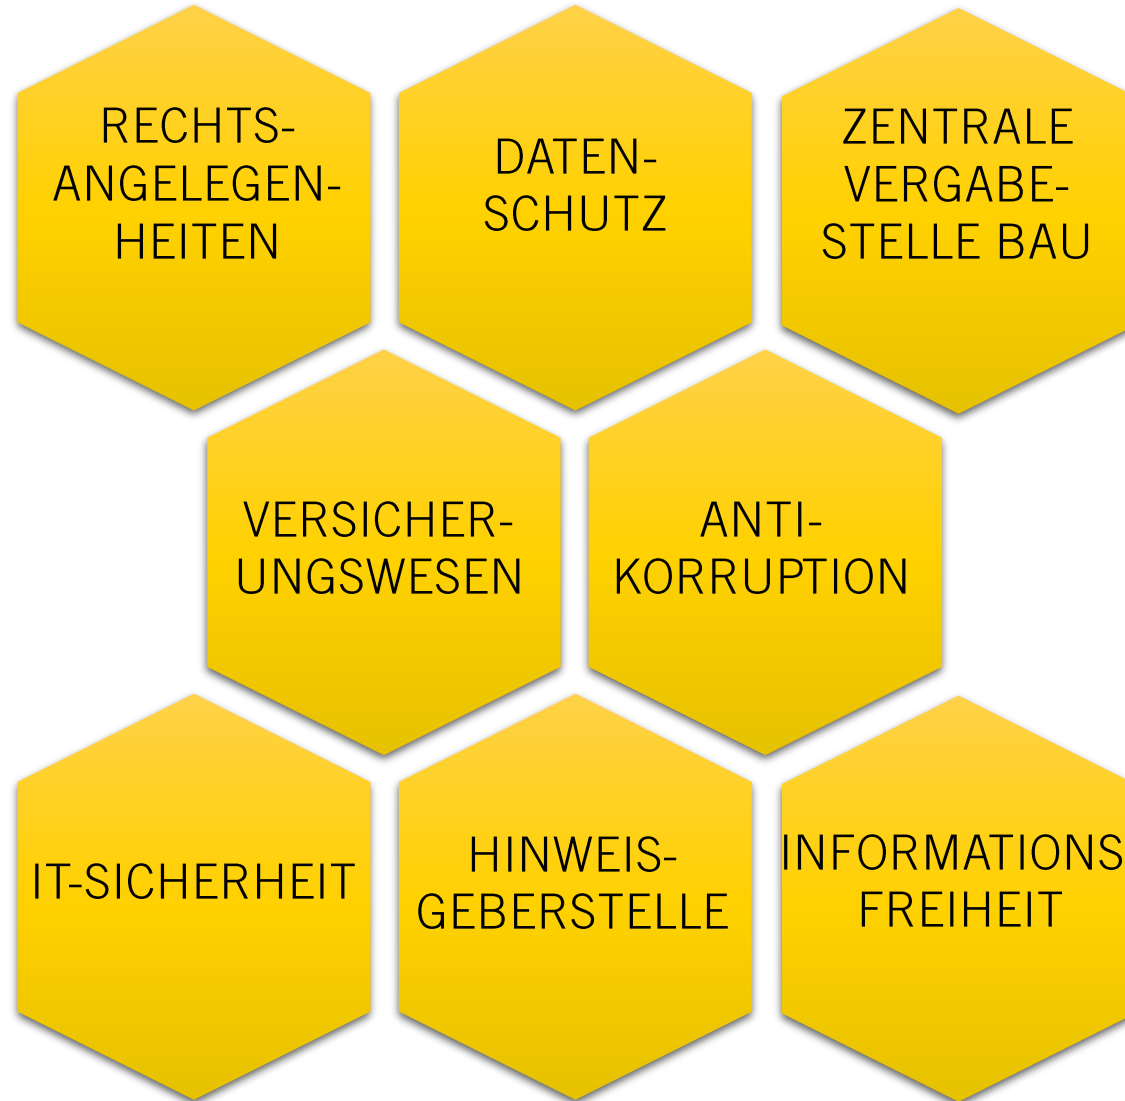 RECHTS-
ANGELEGEN-
HEITEN
DATEN-
SCHUTZ
ZENTRALE
VERGABE-
STELLE BAU
VERSICHER-
UNGSWESEN
ANTI-
KORRUPTION
IT-SICHERHEIT
HINWEIS-
GEBERSTELLE
INFORMATIONS
FREIHEIT